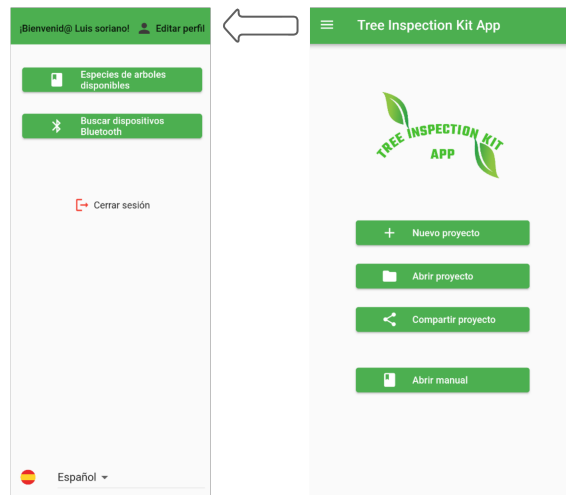 ¡Bienvenid@ Luis soriano! Editar perfil
Especies de arboles
disponibles
Buscar dispositivos
Bluetooth
Cerrar sesión
Español
Tree Inspection Kit App
TREE INSPECTION KIT
APP
Nuevo proyecto
Abrir proyecto
Compartir proyecto
Abrir manual